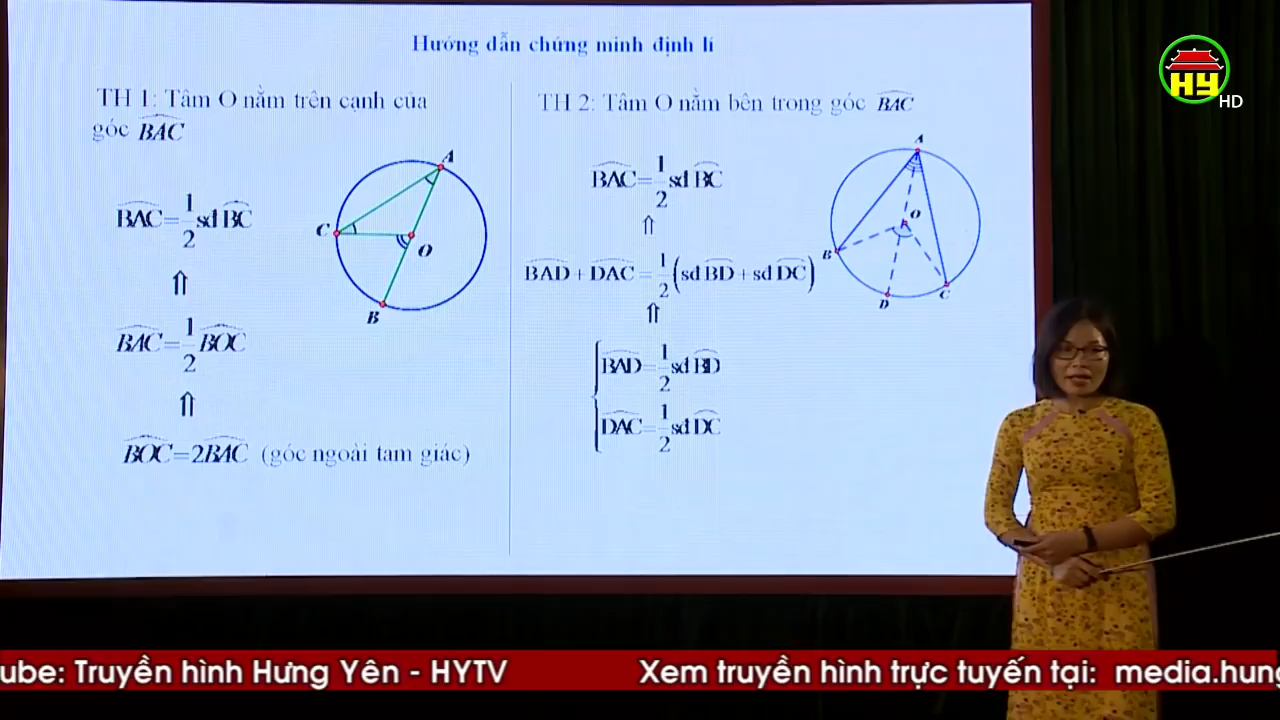 Hướng dẫn chứng minh định lí
TH 1: Tâm O nằm trên cạnh của
góc BAC
BAC = 1/2 sđ BC
⇑
BAC = 1/2 BOC
⇑
BOC = 2BAC (góc ngoài tam giác)
A
C
O
B
TH 2: Tâm O nằm bên trong góc BAC
BAC = 1/2 sđ BC
⇑
BAD + DAC = 1/2 (sđ BD + sđ DC)
⇑
BAD = 1/2 sđ BD
DAC = 1/2 sđ DC
A
O
B
D
C
HY HD
ube: Truyền hình Hưng Yên - HYTV Xem truyền hình trực tuyến tại: media.hung